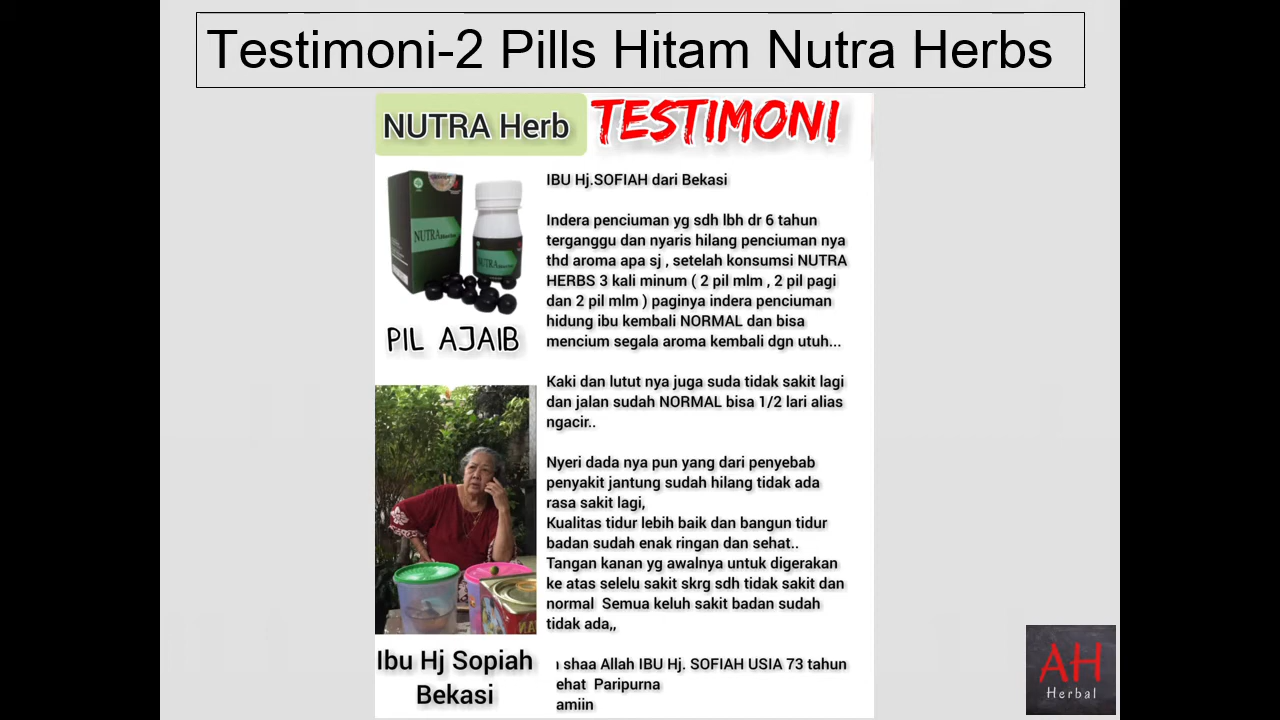 Testimoni-2 Pills Hitam Nutra Herbs
NUTRA Herb
TESTIMONI
NUTRA
NUTRA
PIL AJAIB
IBU Hj.SOFIAH dari Bekasi
Indera penciuman yg sdh lbh dr 6 tahun
terganggu dan nyaris hilang penciuman nya
thd aroma apa sj , setelah konsumsi NUTRA
HERBS 3 kali minum ( 2 pil mlm , 2 pil pagi
dan 2 pil mlm ) paginya indera penciuman
hidung ibu kembali NORMAL dan bisa
mencium segala aroma kembali dgn utuh...
Kaki dan lutut nya juga suda tidak sakit lagi
dan jalan sudah NORMAL bisa 1/2 lari alias
ngacir..
Nyeri dada nya pun yang dari penyebab
penyakit jantung sudah hilang tidak ada
rasa sakit lagi,
Kualitas tidur lebih baik dan bangun tidur
badan sudah enak ringan dan sehat..
Tangan kanan yg awalnya untuk digerakan
ke atas selelu sakit skrg sdh tidak sakit dan
normal Semua keluh sakit badan sudah
tidak ada,,
shaa Allah IBU Hj. SOFIAH USIA 73 tahun
ehat Paripurna
amiin
Ibu Hj Sopiah
Bekasi
AH
Herbal